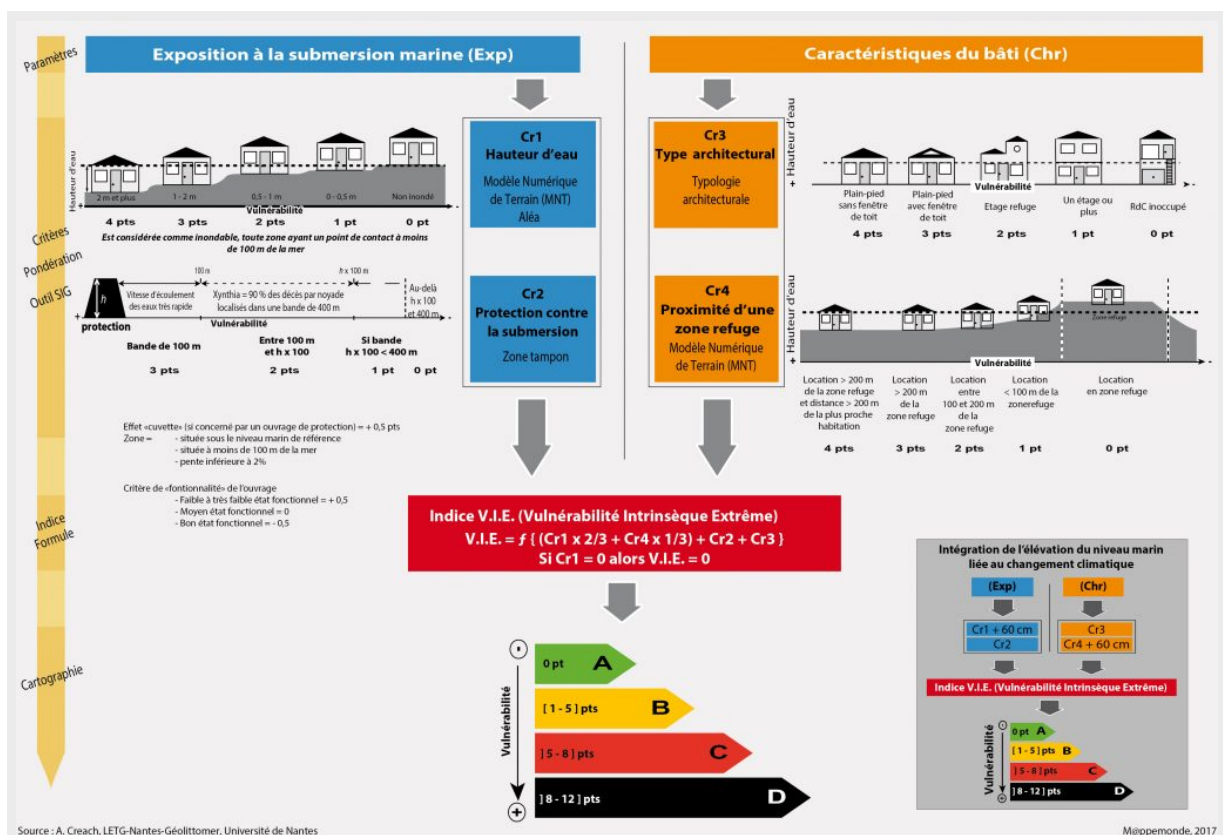 Paramètres
Critères
Pondération
Outil SIG
Indice
Formule
Cartographie
Exposition à la submersion marine (Exp)
Hauteur d'eau
2 m et plus
1 - 2 m
0,5 - 1 m
0 - 0,5 m
Non inondé
Vulnérabilité
4 pts
3 pts
2 pts
1 pt
0 pt
Est considérée comme inondable, toute zone ayant un point de contact à moins
de 100 m de la mer
h
protection
100 m
h x 100 m
Vitesse d'écoulement
des eaux très rapide
Xynthia = 90 % des décès par noyade
localisés dans une bande de 400 m
Au-delà
h x 100
et 400 m
Vulnérabilité
Bande de 100 m
Entre 100 m
et h x 100
Si bande
h x 100 < 400 m
3 pts
2 pts
1 pt
0 pt
Effet «cuvette» (si concerné par un ouvrage de protection) = + 0,5 pts
Zone =
- située sous le niveau marin de référence
- située à moins de 100 m de la mer
- pente inférieure à 2%
Critère de «fontionnalité» de l'ouvrage
- Faible à très faible état fonctionnel = + 0,5
- Moyen état fonctionnel = 0
- Bon état fonctionnel = - 0,5
Cr1
Hauteur d'eau
Modèle Numérique
de Terrain (MNT)
Aléa
Cr2
Protection contre
la submersion
Zone tampon
Caractéristiques du bâti (Chr)
Cr3
Type architectural
Typologie
architecturale
Cr4
Proximité d'une
zone refuge
Modèle Numérique
de Terrain (MNT)
+ Hauteur d'eau
Vulnérabilité
Plain-pied
sans fenêtre
de toit
Plain-pied
avec fenêtre
de toit
Etage refuge
Un étage ou
plus
RdC inoccupé
4 pts
3 pts
2 pts
1 pt
0 pt
+ Hauteur d'eau
Zone refuge
Vulnérabilité
Location > 200 m
de la zone refuge
et distance > 200 m
de la plus proche
habitation
Location
> 200 m
de la
zone refuge
Location
entre
100 et 200 m
de la
zone refuge
Location
< 100 m de la
zonerefuge
Location
en zone refuge
4 pts
3 pts
2 pts
1 pt
0 pt
Indice V.I.E. (Vulnérabilité Intrinsèque Extrême)
V.I.E. = ƒ { (Cr1 x 2/3 + Cr4 x 1/3) + Cr2 + Cr3 }
Si Cr1 = 0 alors V.I.E. = 0
Vulnérabilité
0 pt A
[ 1 - 5 ] pts B
] 5 - 8 ] pts C
] 8 - 12 ] pts D
Intégration de l'élévation du niveau marin
liée au changement climatique
(Exp)
(Chr)
Cr1 + 60 cm
Cr2
Cr3
Cr4 + 60 cm
Indice V.I.E. (Vulnérabilité Intrinsèque Extrême)
Vulnérabilité
0 pt A
[ 1 - 5 ] pts B
] 5 - 8 ] pts C
] 8 - 12 ] pts D
Source : A. Creach, LETG-Nantes-Géolittomer, Université de Nantes
M@ppemonde, 2017